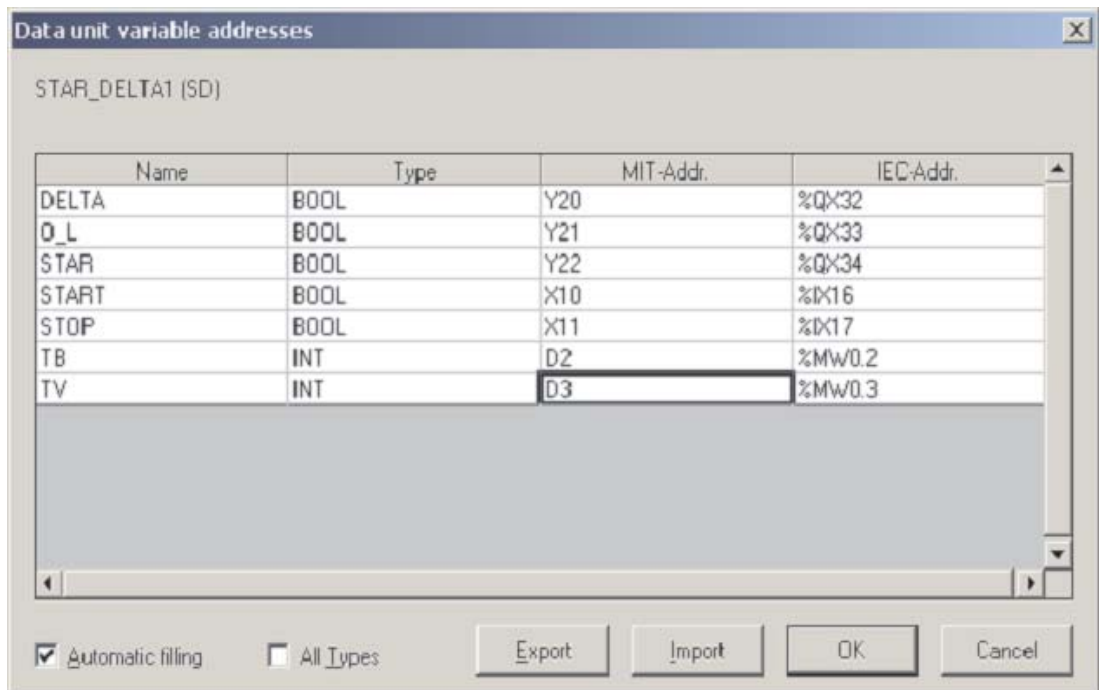 Data unit variable addresses
STAR_DELTA1 (SD)
Name Type MIT-Addr. IEC-Addr.
DELTA BOOL Y20 %QX32
O_L BOOL Y21 %QX33
STAR BOOL Y22 %QX34
START BOOL X10 %IX16
STOP BOOL X11 %IX17
TB INT D2 %MW0.2
TV INT D3 %MW0.3
Automatic filling All Types Export Import OK Cancel